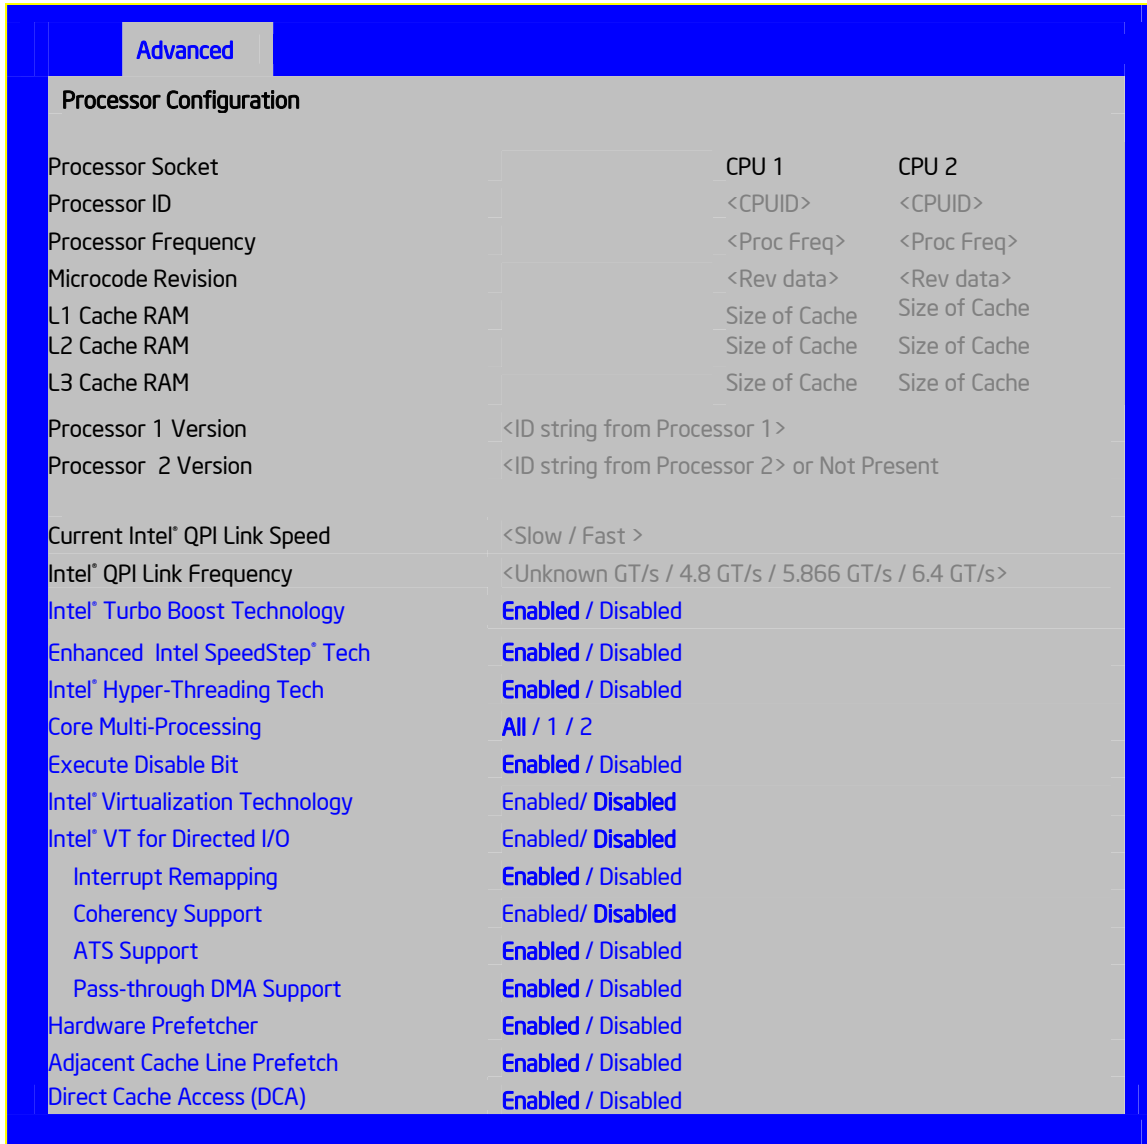 Advanced
Processor Configuration
Processor Socket CPU 1 CPU 2
Processor ID <CPUID> <CPUID>
Processor Frequency <Proc Freq> <Proc Freq>
Microcode Revision <Rev data> <Rev data>
L1 Cache RAM Size of Cache Size of Cache
L2 Cache RAM Size of Cache Size of Cache
L3 Cache RAM Size of Cache Size of Cache
Processor 1 Version <ID string from Processor 1>
Processor 2 Version <ID string from Processor 2> or Not Present
Current Intel® QPI Link Speed <Slow / Fast >
Intel® QPI Link Frequency <Unknown GT/s / 4.8 GT/s / 5.866 GT/s / 6.4 GT/s>
Intel® Turbo Boost Technology Enabled / Disabled
Enhanced Intel SpeedStep® Tech Enabled / Disabled
Intel® Hyper-Threading Tech Enabled / Disabled
Core Multi-Processing All / 1 / 2
Execute Disable Bit Enabled / Disabled
Intel® Virtualization Technology Enabled/ Disabled
Intel® VT for Directed I/O Enabled/ Disabled
Interrupt Remapping Enabled / Disabled
Coherency Support Enabled/ Disabled
ATS Support Enabled / Disabled
Pass-through DMA Support Enabled / Disabled
Hardware Prefetcher Enabled / Disabled
Adjacent Cache Line Prefetch Enabled / Disabled
Direct Cache Access (DCA) Enabled / Disabled